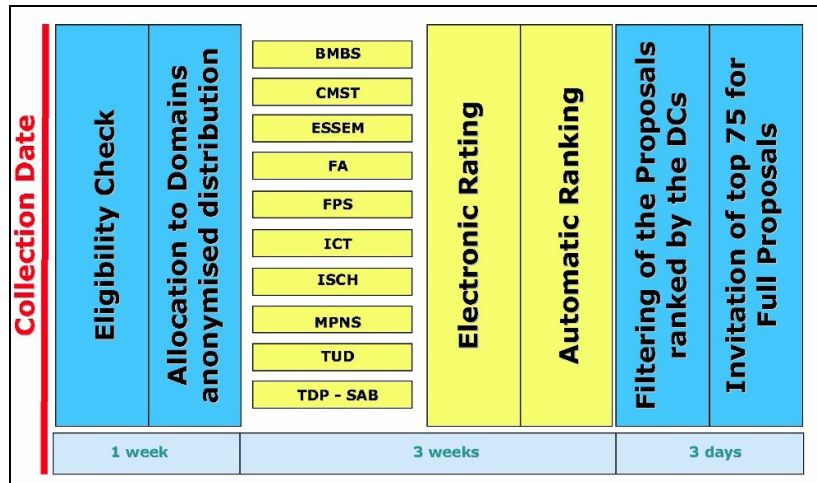 Collection Date
Eligibility Check
Allocation to Domains
anonymised distribution
BMBS
CMST
ESSEM
FA
FPS
ICT
ISCH
MPNS
TUD
TDP - SAB
Electronic Rating
Automatic Ranking
Filtering of the Proposals
ranked by the DCs
Invitation of top 75 for
Full Proposals
1 week
3 weeks
3 days